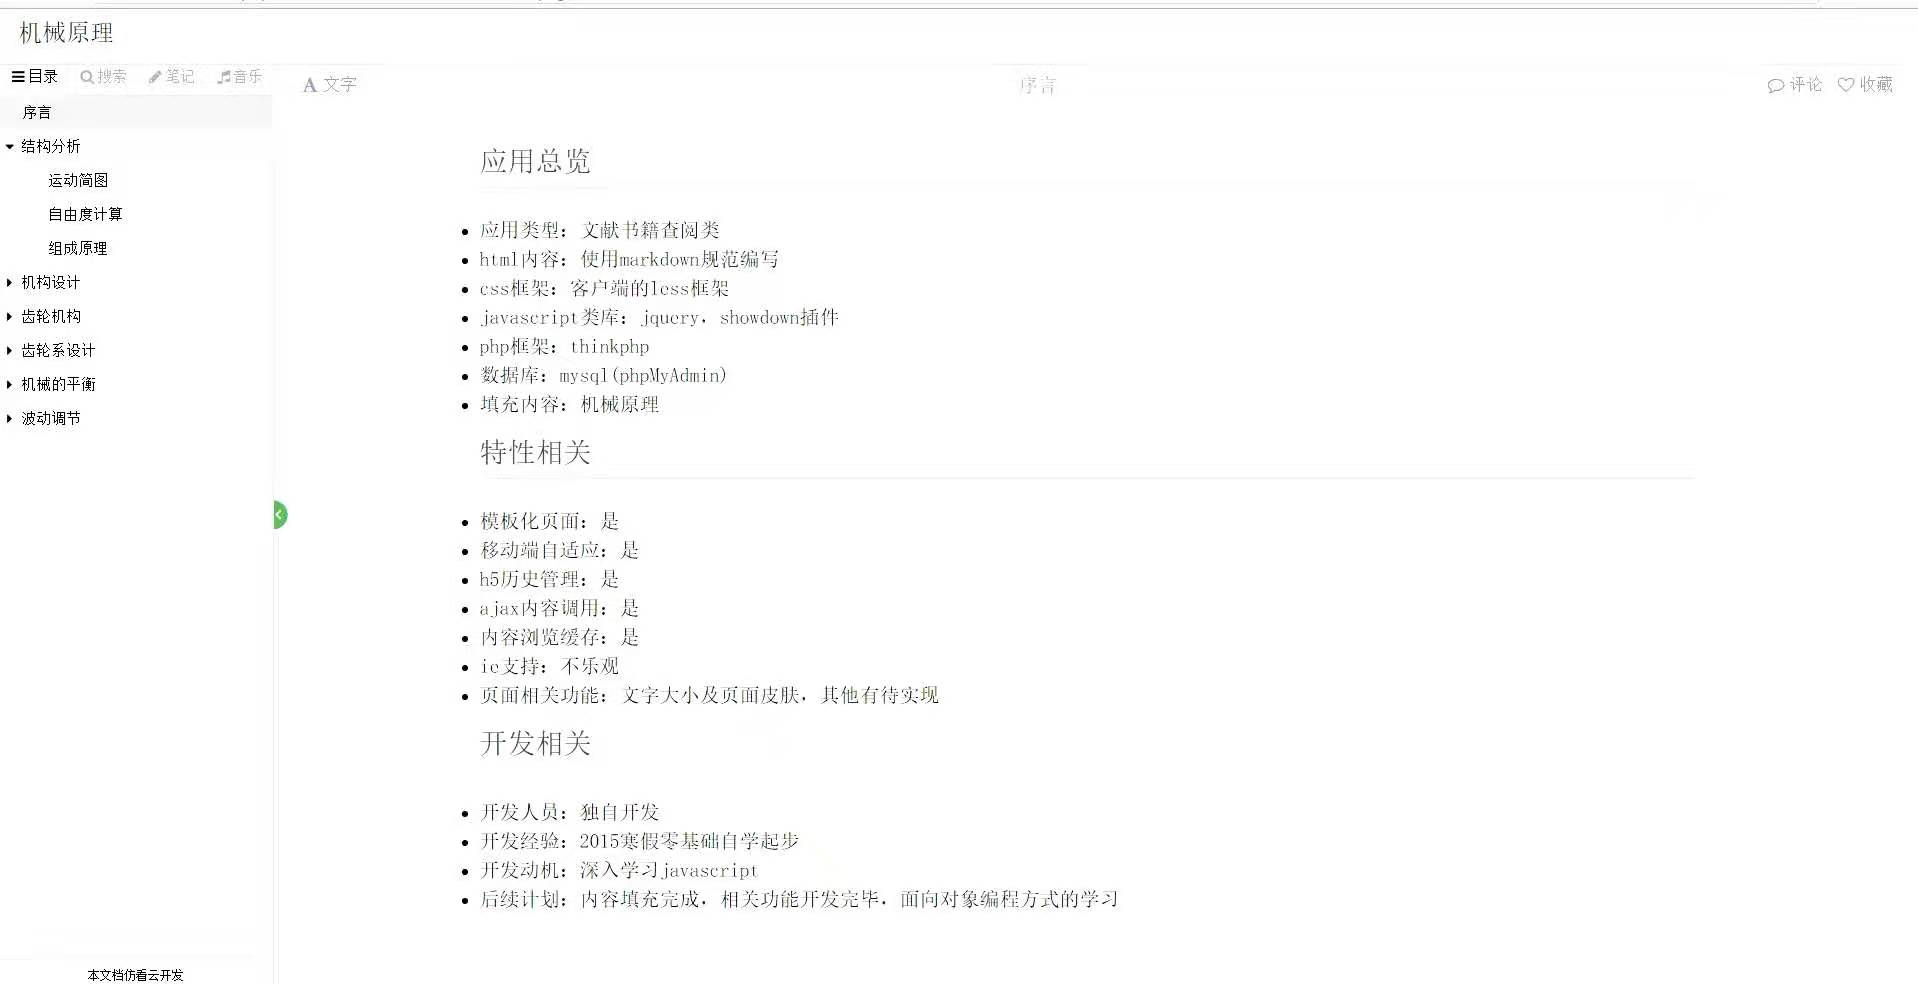 机械原理
目录 搜索 笔记 音乐
文字 序言 评论 收藏
序言
结构分析
运动简图
自由度计算
组成原理
机构设计
齿轮机构
齿轮系设计
机械的平衡
波动调节
本文档仿看云开发
应用总览
应用类型：文献书籍查阅类
html内容：使用markdown规范编写
css框架：客户端的less框架
javascript类库：jquery，showdown插件
php框架：thinkphp
数据库：mysql(phpMyAdmin)
填充内容：机械原理
特性相关
模板化页面：是
移动端自适应：是
h5历史管理：是
ajax内容调用：是
内容浏览缓存：是
ie支持：不乐观
页面相关功能：文字大小及页面皮肤，其他有待实现
开发相关
开发人员：独自开发
开发经验：2015寒假零基础自学起步
开发动机：深入学习javascript
后续计划：内容填充完成，相关功能开发完毕，面向对象编程方式的学习